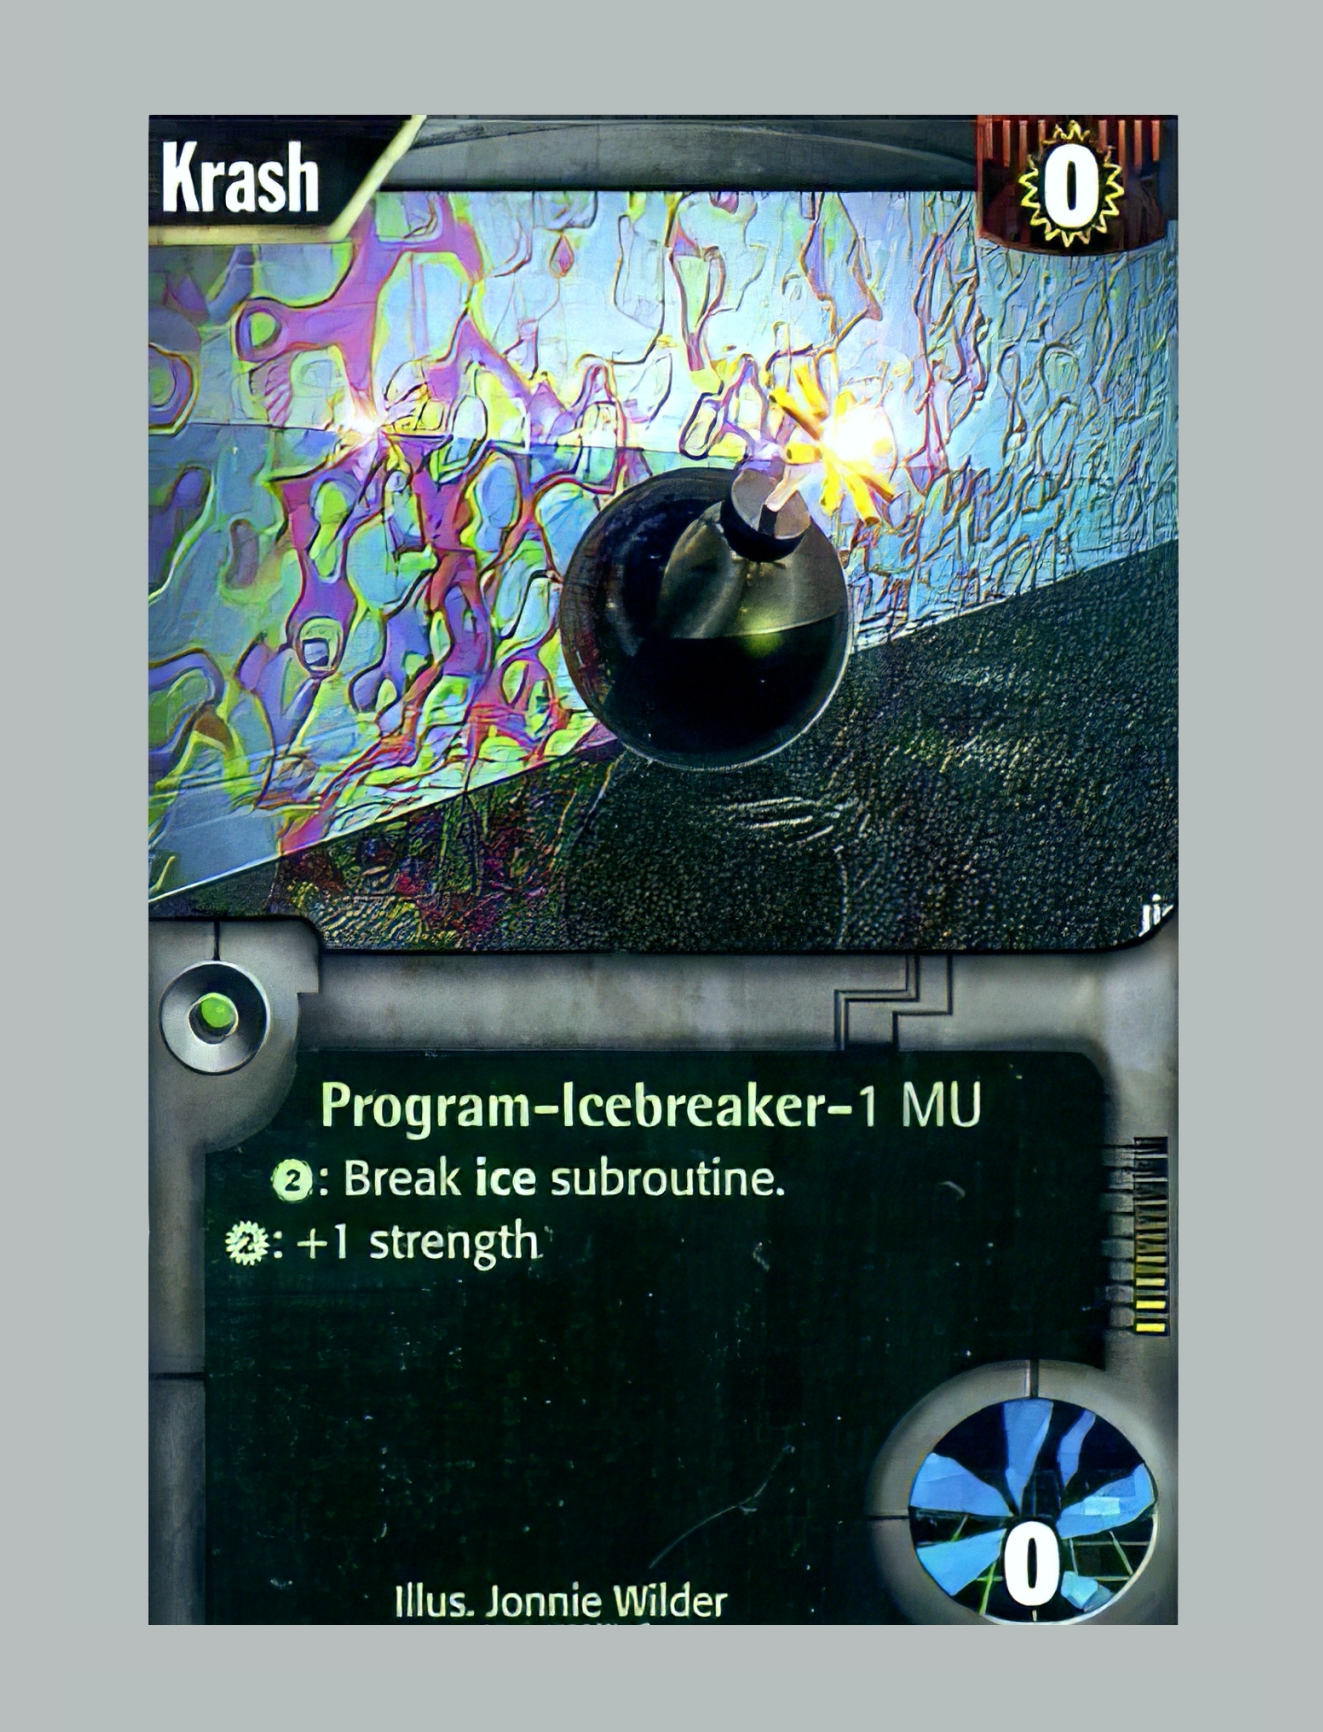 Krash
0
Program-Icebreaker-1 MU
2: Break ice subroutine.
2: +1 strength
0
Illus. Jonnie Wilder